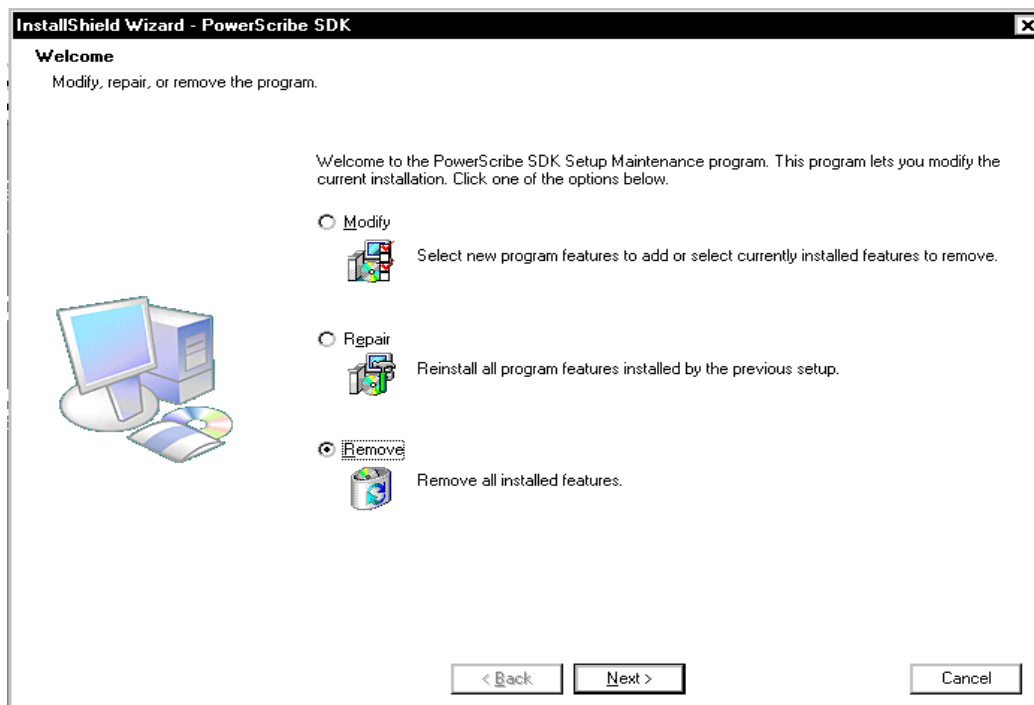 InstallShield Wizard - PowerScribe SDK
Welcome
Modify, repair, or remove the program.
Welcome to the PowerScribe SDK Setup Maintenance program. This program lets you modify the
current installation. Click one of the options below.
Modify
Select new program features to add or select currently installed features to remove.
Repair
Reinstall all program features installed by the previous setup.
Remove
Remove all installed features.
< Back
Next >
Cancel